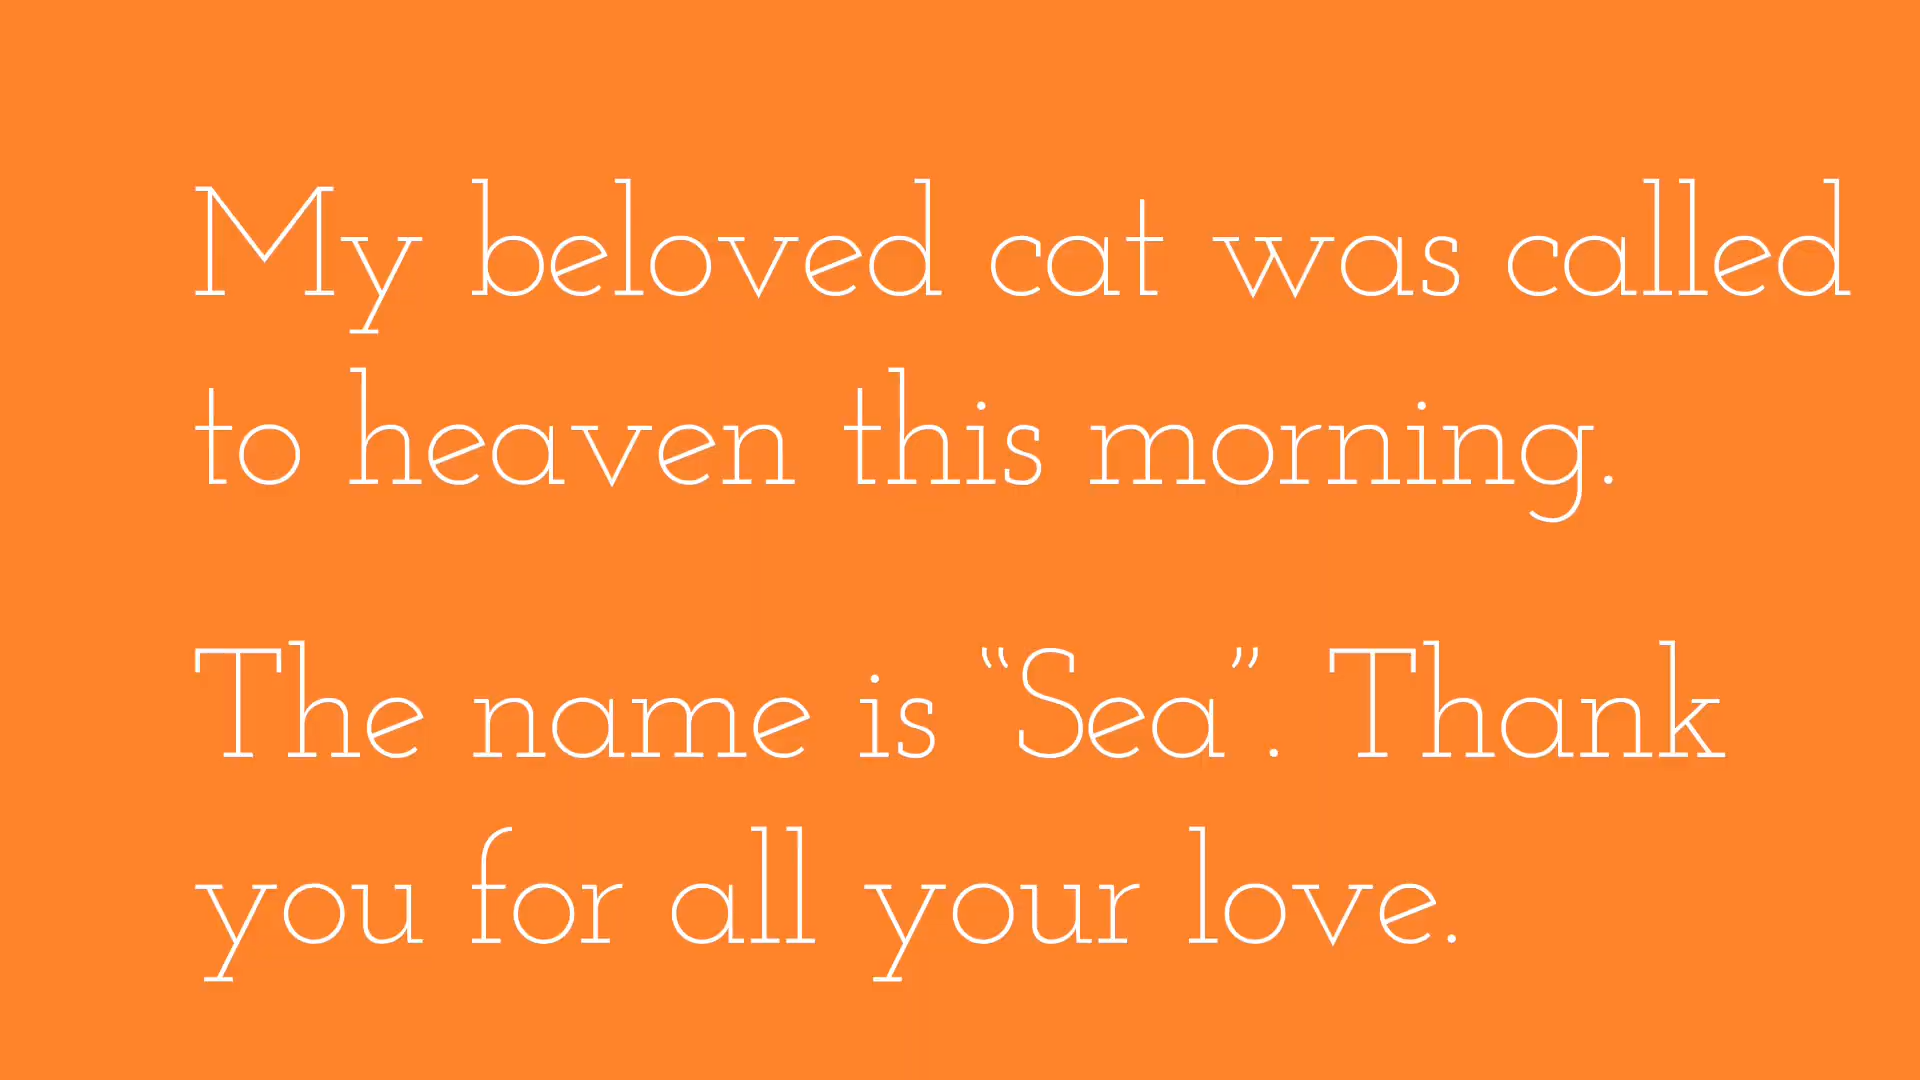 My beloved cat was called
to heaven this morning.
The name is “Sea”. Thank
you for all your love.